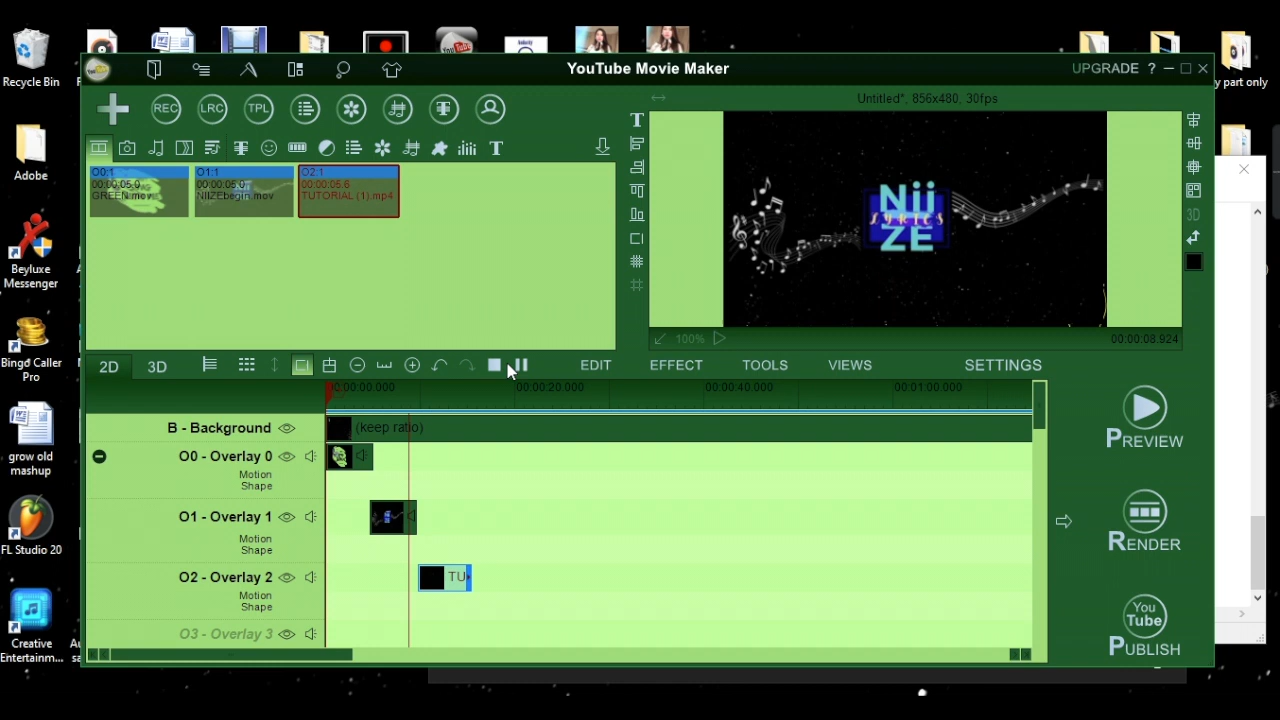 Recycle Bin
Adobe
Beyluxe
Messenger
Bingo Caller
Pro
grow old
mashup
FL Studio 20
Creative
Entertainm...
YouTube Movie Maker
UPGRADE ?
y part only
REC
LRC
TPL
Untitled*, 856x480, 30fps
O0:1
00:00:05.0
GREEN.mov
O1:1
00:00:05.0
NIIZEbegin.mov
O2:1
00:00:05.6
TUTORIAL (1).mp4
Nii
LYRICS
ZE
3D
100%
00:00:08.924
2D
3D
EDIT
EFFECT
TOOLS
VIEWS
SETTINGS
00:00:00.000
00:00:20.000
00:00:40.000
00:01:00.000
B - Background
(keep ratio)
O0 - Overlay 0
Motion
Shape
O1 - Overlay 1
Motion
Shape
O2 - Overlay 2
TU
Motion
Shape
O3 - Overlay 3
PREVIEW
RENDER
You
Tube
PUBLISH